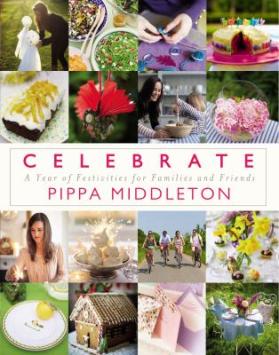 CELEBRATE
A Year of Festivities for Families and Friends
PIPPA MIDDLETON